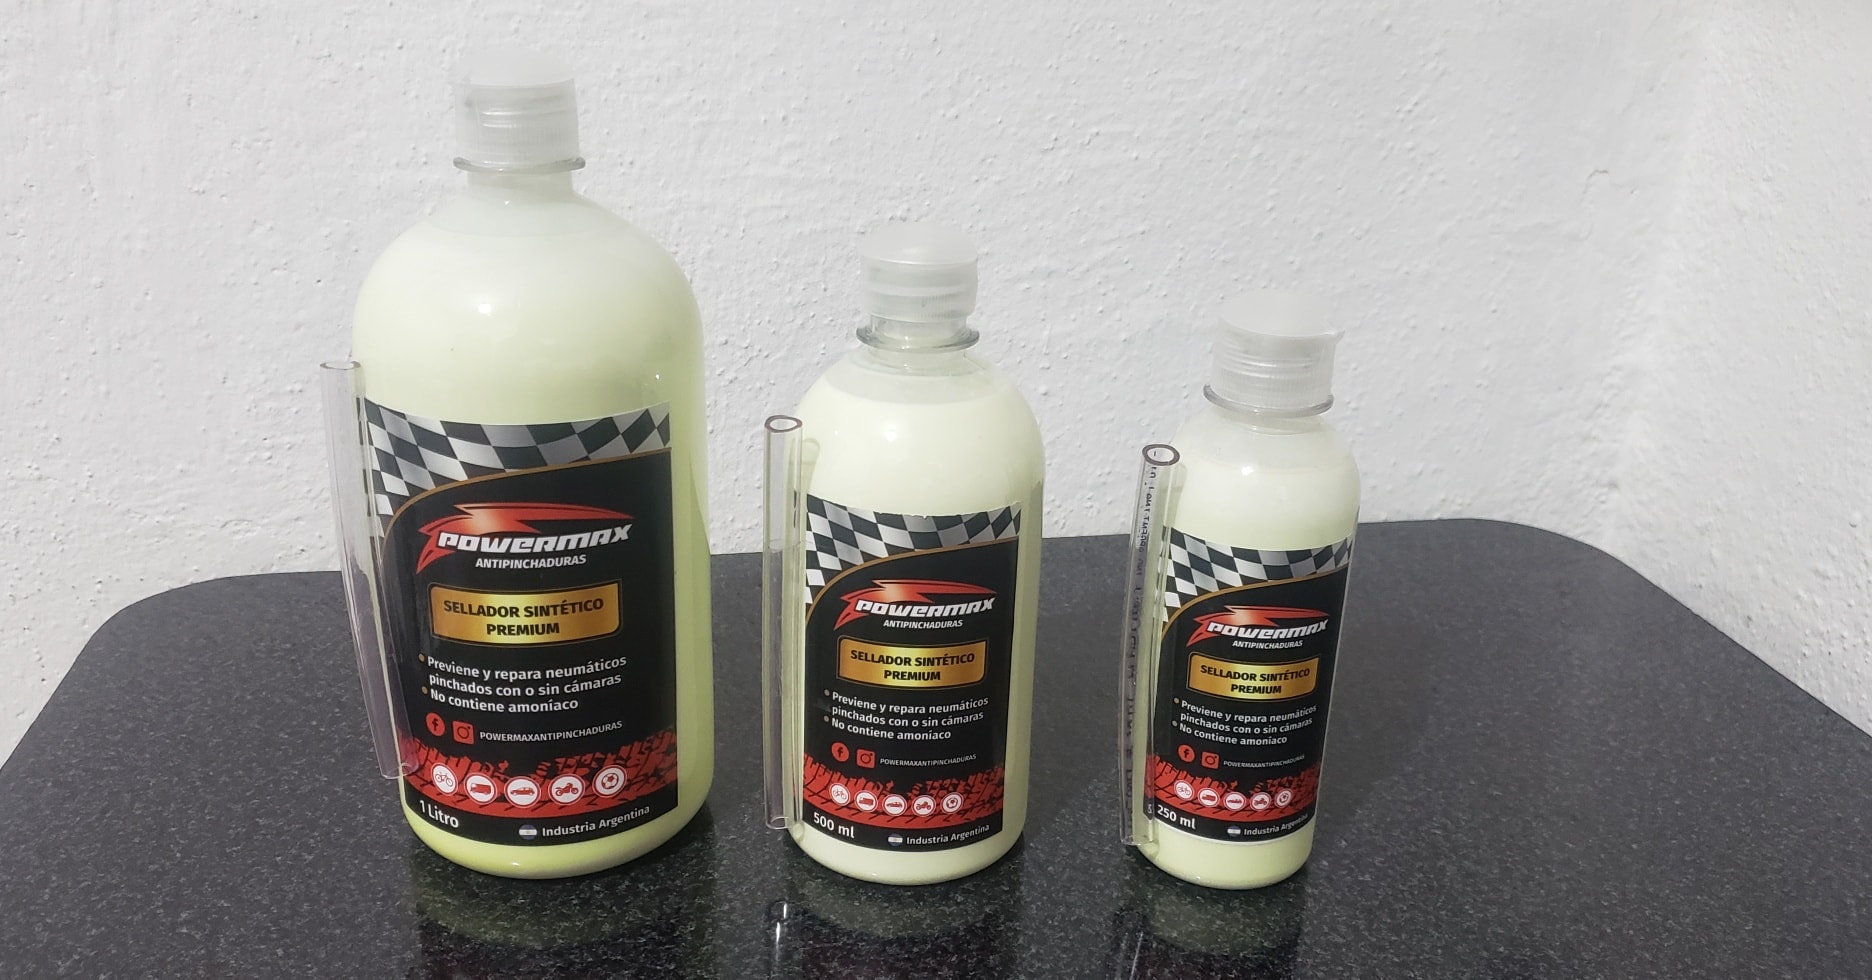 POWERMAX
ANTIPINCHADURAS
SELLADOR SINTÉTICO
PREMIUM
Previene y repara neumáticos
pinchados con o sin cámaras
No contiene amoníaco
POWERMAXANTIPINCHADURAS
1 Litro
Industria Argentina
POWERMAX
ANTIPINCHADURAS
SELLADOR SINTÉTICO
PREMIUM
Previene y repara neumáticos
pinchados con o sin cámaras
No contiene amoníaco
POWERMAXANTIPINCHADURAS
500 ml
Industria Argentina
POWERMAX
ANTIPINCHADURAS
SELLADOR SINTÉTICO
PREMIUM
Previene y repara neumáticos
pinchados con o sin cámaras
No contiene amoníaco
POWERMAXANTIPINCHADURAS
250 ml
Industria Argentina